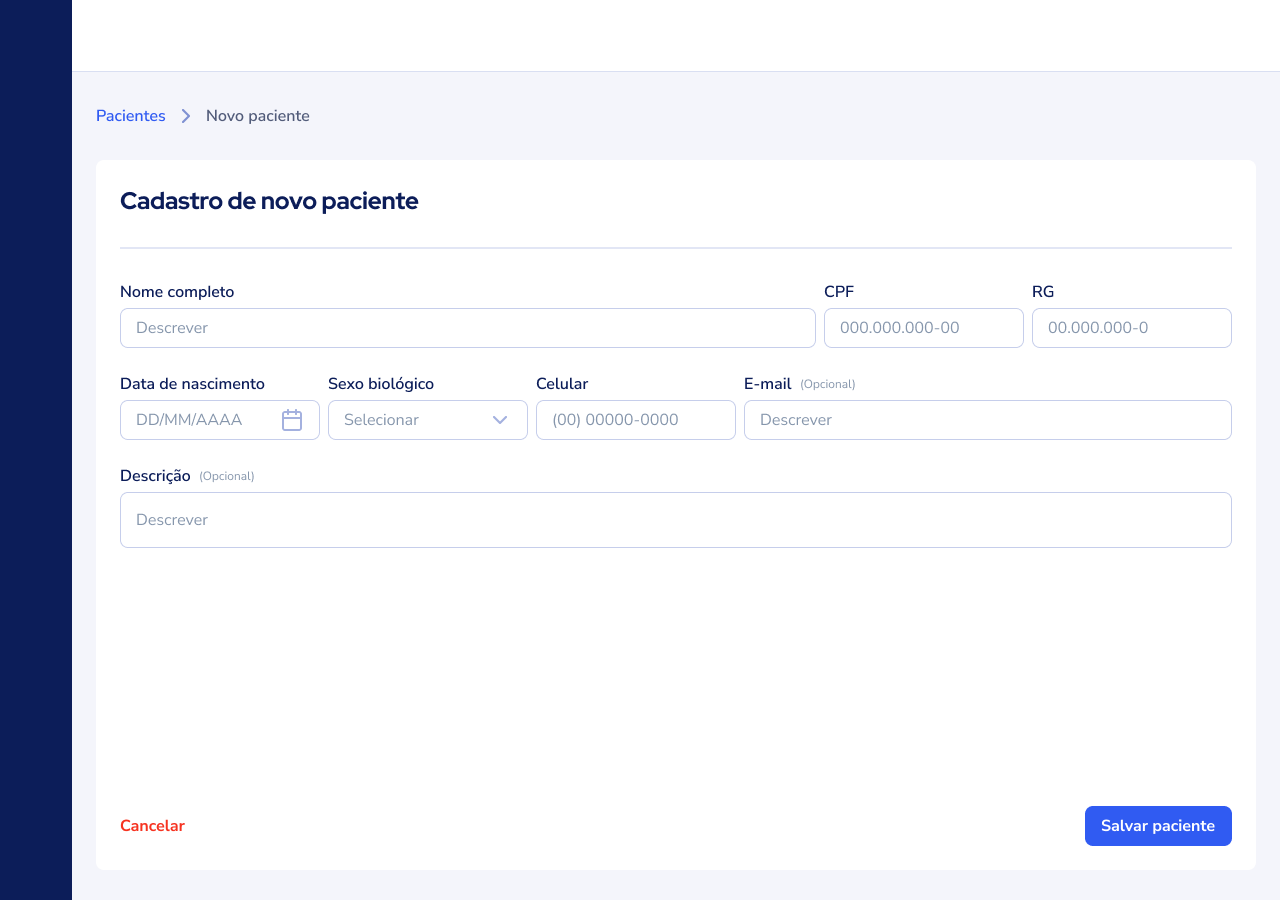 Pacientes Novo paciente
Cadastro de novo paciente
Nome completo CPF RG
Descrever 000.000.000-00 00.000.000-0
Data de nascimento Sexo biológico Celular E-mail (Opcional)
DD/MM/AAAA Selecionar (00) 00000-0000 Descrever
Descrição (Opcional)
Descrever
Cancelar Salvar paciente